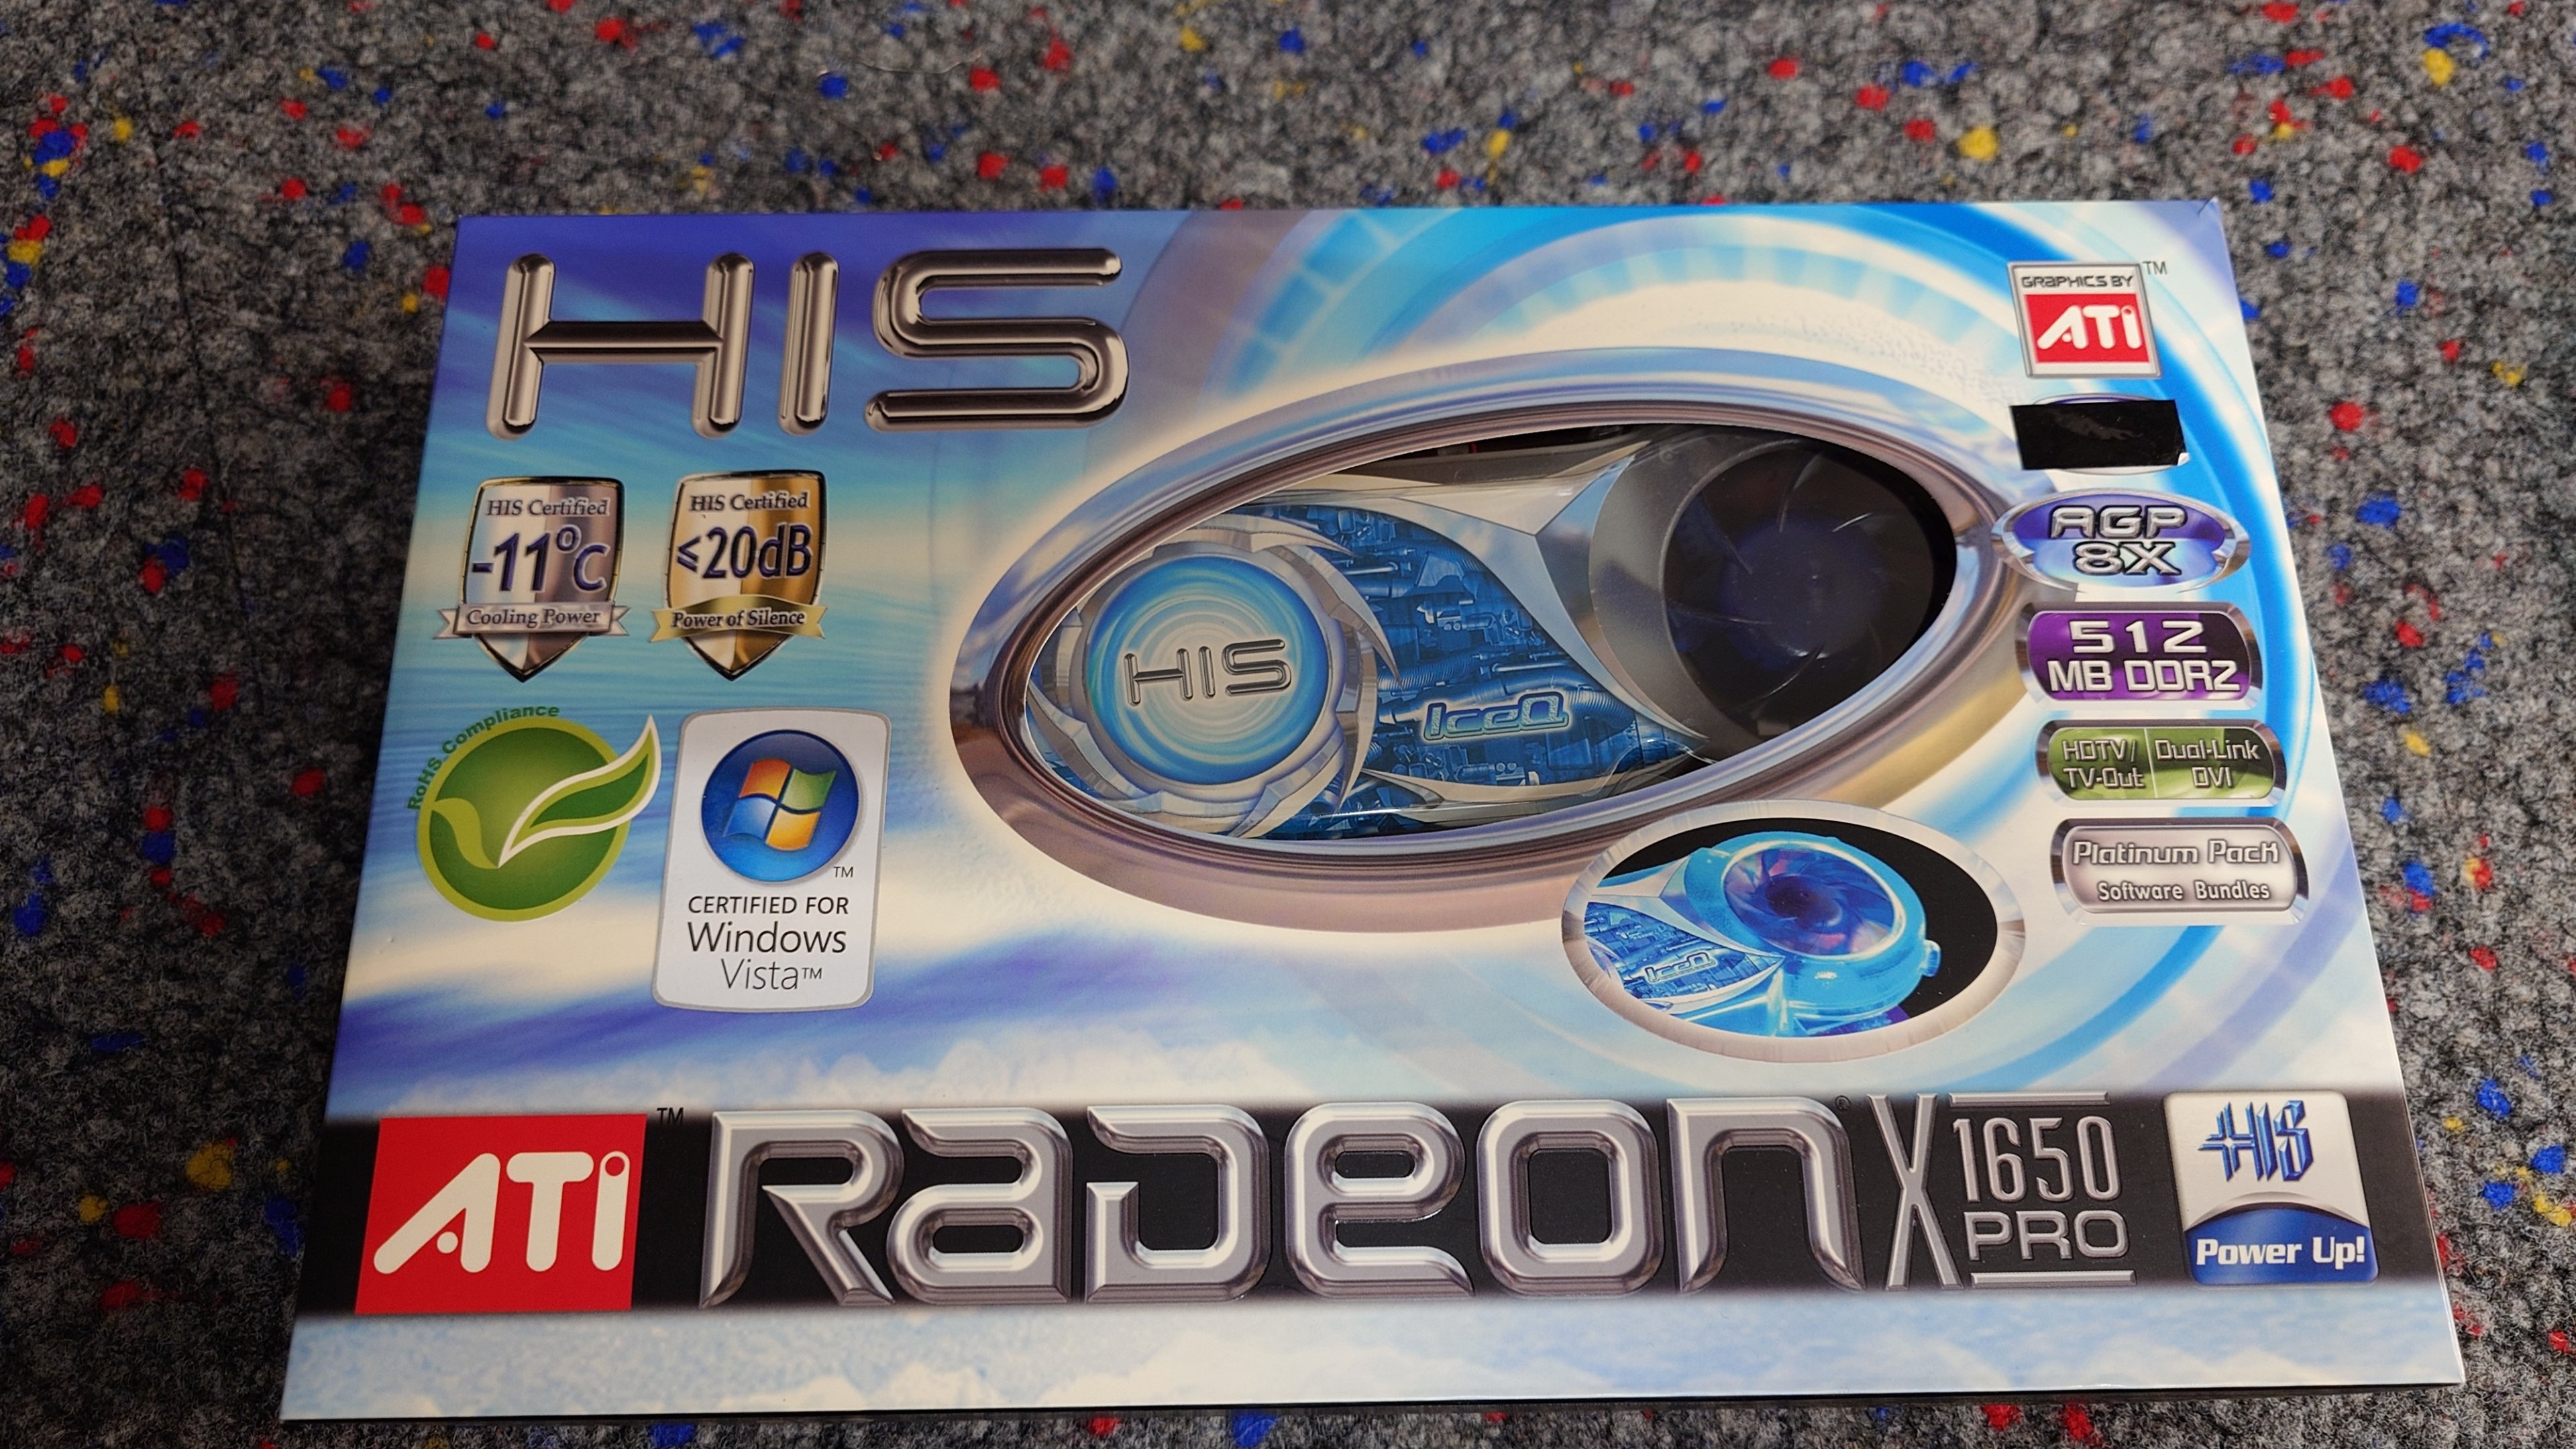 HIS
GRAPHICS BY
ATI
TM
HIS Certified
-11°C
Cooling Power
HIS Certified
≤20dB
Power of Silence
AGP
8X
512
MB DDR2
HIS
IceQ
RoHS Compliance
HDTV/
TV-Out
Dual-Link
DVI
TM
CERTIFIED FOR
Windows
Vista™
Platinum Pack
Software Bundles
IceQ
ATI
TM
RADEON®
X1650
PRO
HIS
Power Up!